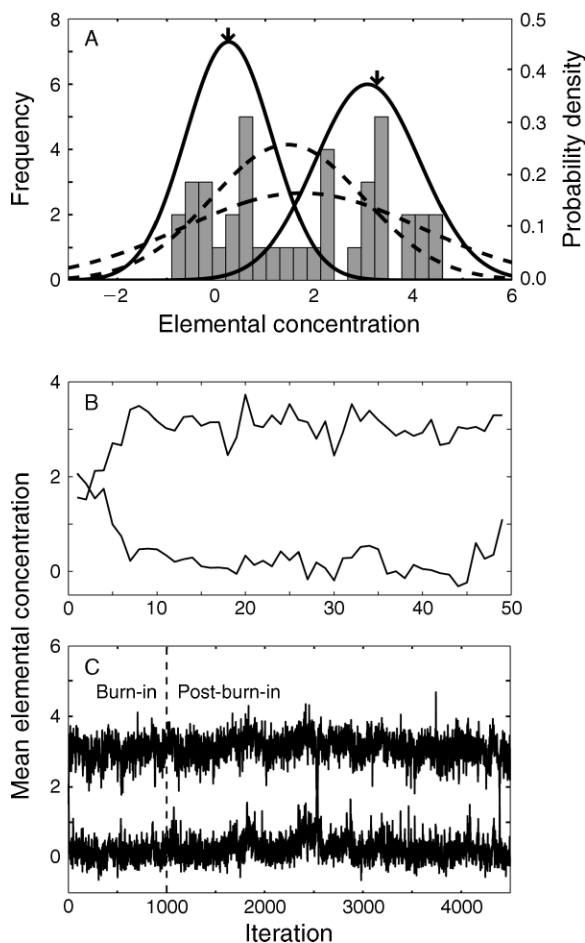 A
8
6
4
2
0
Frequency
0.5
0.4
0.3
0.2
0.1
0.0
Probability density
−2 0 2 4 6
Elemental concentration
B
4
2
0
0 10 20 30 40 50
Mean elemental concentration
C
Burn-in Post-burn-in
6
4
2
0
0 1000 2000 3000 4000
Iteration